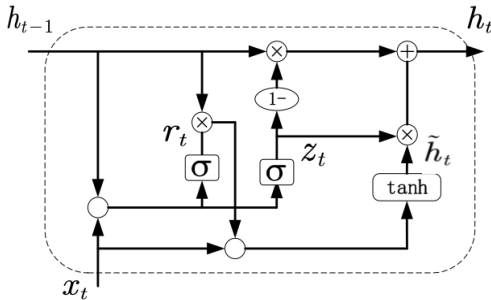 h_{t-1} h_t
× +
1-
× r_t z_t × h̃_t
σ σ tanh
x_t